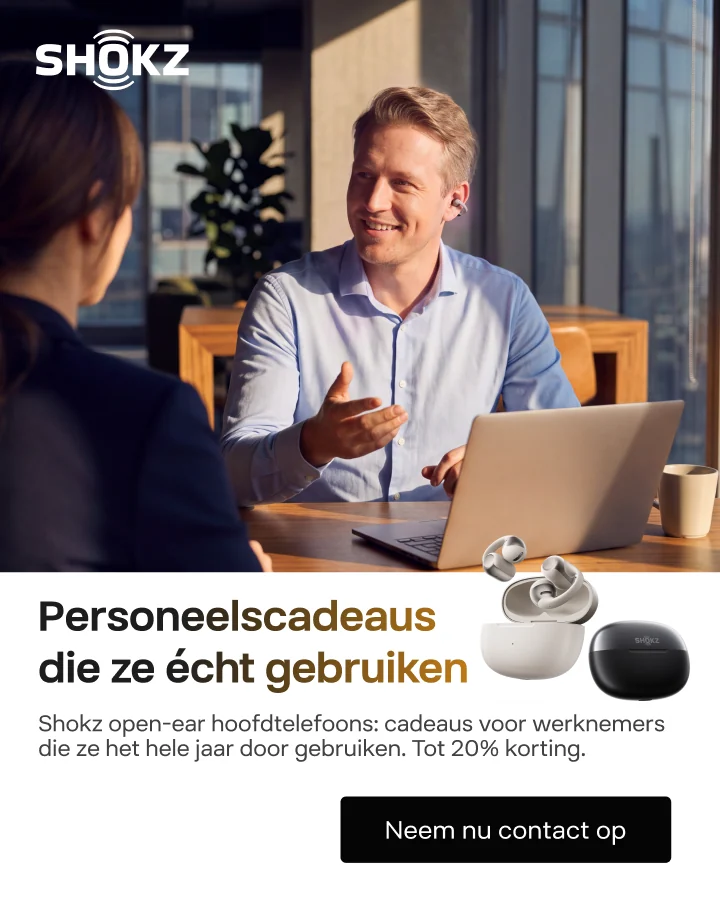 SHOKZ
Personeelscadeaus
die ze écht gebruiken
SHOKZ
Shokz open-ear hoofdtelefoons: cadeaus voor werknemers
die ze het hele jaar door gebruiken. Tot 20% korting.
Neem nu contact op